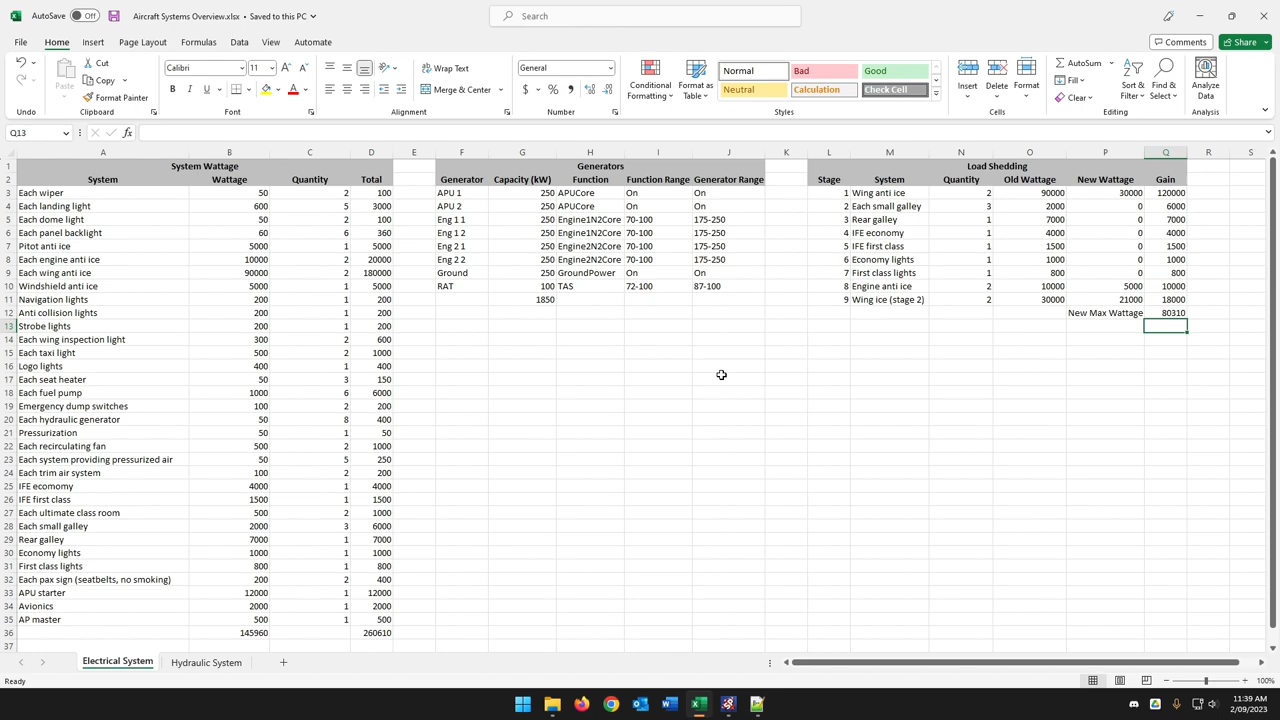 AutoSave Off Aircraft Systems Overview.xlsx • Saved to this PC Search
File Home Insert Page Layout Formulas Data Review View Automate Comments Share
Cut Calibri 11 Wrap Text General Normal Bad Good AutoSum
Copy Fill
Paste Format Painter Merge & Center Conditional Formatting Format as Table Neutral Calculation Check Cell Insert Delete Format Clear Sort & Filter Find & Select Analyze Data
Undo Clipboard Font Alignment Number Styles Cells Editing Analysis
Q13 fx
A B C D E F G H I J K L M N O P Q R S
1 System Wattage Generators Load Shedding
2 System Wattage Quantity Total Generator Capacity (kW) Function Function Range Generator Range Stage System Quantity Old Wattage New Wattage Gain
3 Each wiper 50 2 100 APU 1 250 APUCore On On 1 Wing anti ice 2 90000 30000 120000
4 Each landing light 600 5 3000 APU 2 250 APUCore On On 2 Each small galley 3 2000 0 6000
5 Each dome light 50 2 100 Eng 1 1 250 Engine1N2Core 70-100 175-250 3 Rear galley 1 7000 0 7000
6 Each panel backlight 60 6 360 Eng 1 2 250 Engine1N2Core 70-100 175-250 4 IFE economy 1 4000 0 4000
7 Pitot anti ice 5000 1 5000 Eng 2 1 250 Engine2N2Core 70-100 175-250 5 IFE first class 1 1500 0 1500
8 Each engine anti ice 10000 2 20000 Eng 2 2 250 Engine2N2Core 70-100 175-250 6 Economy lights 1 1000 0 1000
9 Each wing anti ice 90000 2 180000 Ground 250 GroundPower On On 7 First class lights 1 800 0 800
10 Windshield anti ice 5000 1 5000 RAT 100 TAS 72-100 87-100 8 Engine anti ice 2 10000 5000 10000
11 Navigation lights 200 1 200 1850 9 Wing ice (stage 2) 2 30000 21000 18000
12 Anti collision lights 200 1 200 New Max Wattage 80310
13 Strobe lights 200 1 200
14 Each wing inspection light 300 2 600
15 Each taxi light 500 2 1000
16 Logo lights 400 1 400
17 Each seat heater 50 3 150
18 Each fuel pump 1000 6 6000
19 Emergency dump switches 100 2 200
20 Each hydraulic generator 50 8 400
21 Pressurization 50 1 50
22 Each recirculating fan 500 2 1000
23 Each system providing pressurized air 50 5 250
24 Each trim air system 100 2 200
25 IFE ecomomy 4000 1 4000
26 IFE first class 1500 1 1500
27 Each ultimate class room 500 2 1000
28 Each small galley 2000 3 6000
29 Rear galley 7000 1 7000
30 Economy lights 1000 1 1000
31 First class lights 800 1 800
32 Each pax sign (seatbelts, no smoking) 200 2 400
33 APU starter 12000 1 12000
34 Avionics 2000 1 2000
35 AP master 500 1 500
36 145960 260610
37
Electrical System Hydraulic System
Ready 100%
11:39 AM
2/09/2023